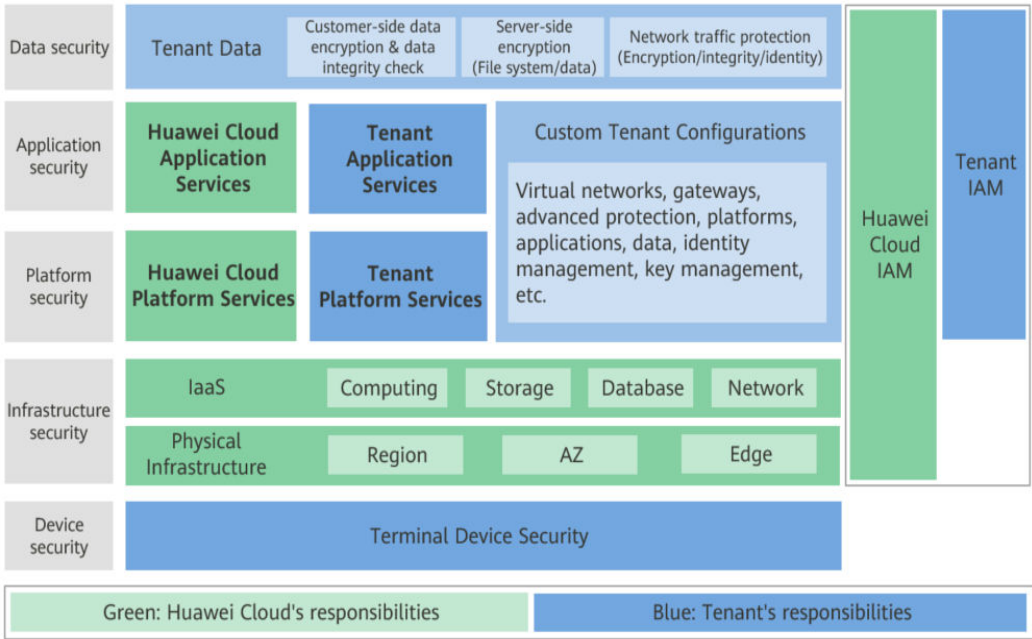 Data security
Tenant Data
Customer-side data
encryption & data
integrity check
Server-side
encryption
(File system/data)
Network traffic protection
(Encryption/integrity/identity)
Application
security
Huawei Cloud
Application
Services
Tenant
Application
Services
Custom Tenant Configurations
Virtual networks, gateways,
advanced protection, platforms,
applications, data, identity
management, key management,
etc.
Platform
security
Huawei Cloud
Platform Services
Tenant
Platform Services
Huawei
Cloud
IAM
Tenant
IAM
Infrastructure
security
IaaS
Computing
Storage
Database
Network
Physical
Infrastructure
Region
AZ
Edge
Device
security
Terminal Device Security
Green: Huawei Cloud's responsibilities
Blue: Tenant's responsibilities